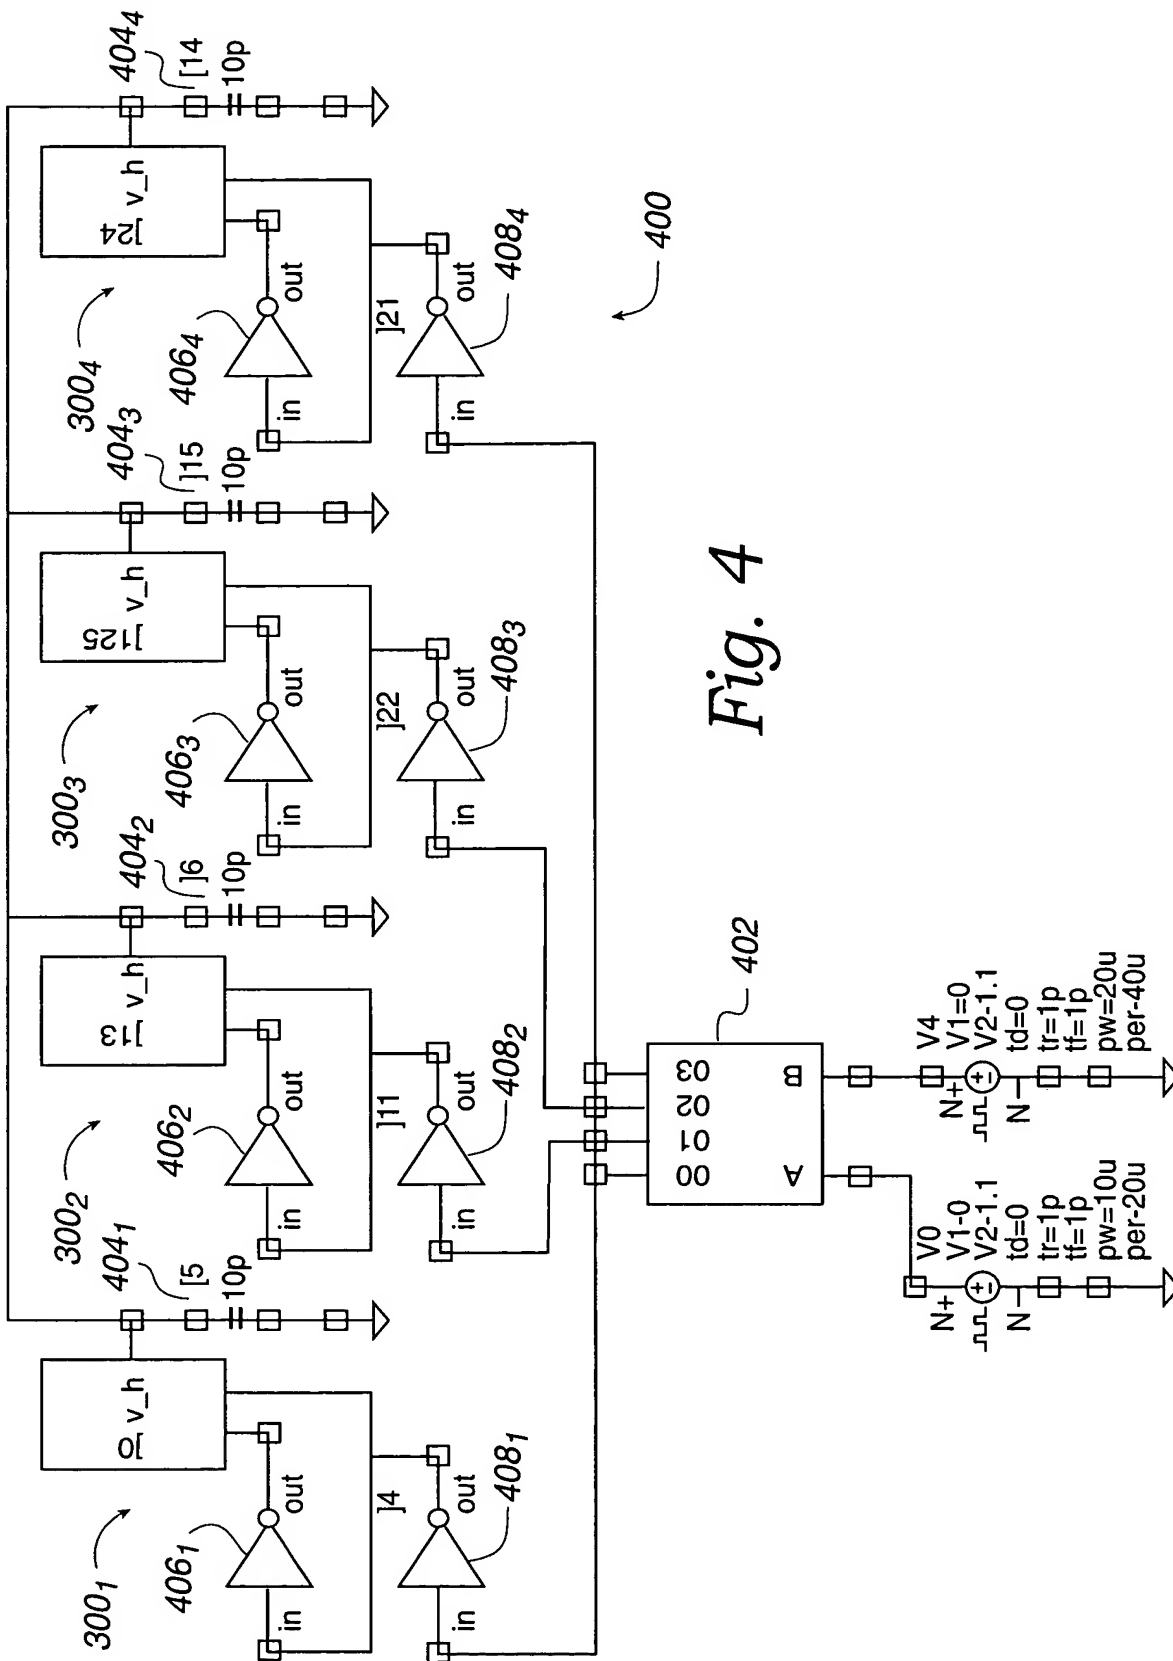 300₁
404₁
]0 v_h
[5
10p
406₁
in
out
]4
408₁
in
out
300₂
404₂
]13 v_h
]6
10p
406₂
in
out
]11
408₂
in
out
300₃
404₃
]125 v_h
]15
10p
406₃
in
out
]22
408₃
in
out
300₄
404₄
]24 v_h
[14
10p
406₄
in
out
]21
408₄
in
out
400
402
00 01 02 03
A B
V0
V1-0
V2-1.1
td=0
tr=1p
tf=1p
pw=10u
per-20u
N+
N-
V4
V1=0
V2-1.1
td=0
tr=1p
tf=1p
pw=20u
per-40u
N+
N-
Fig. 4